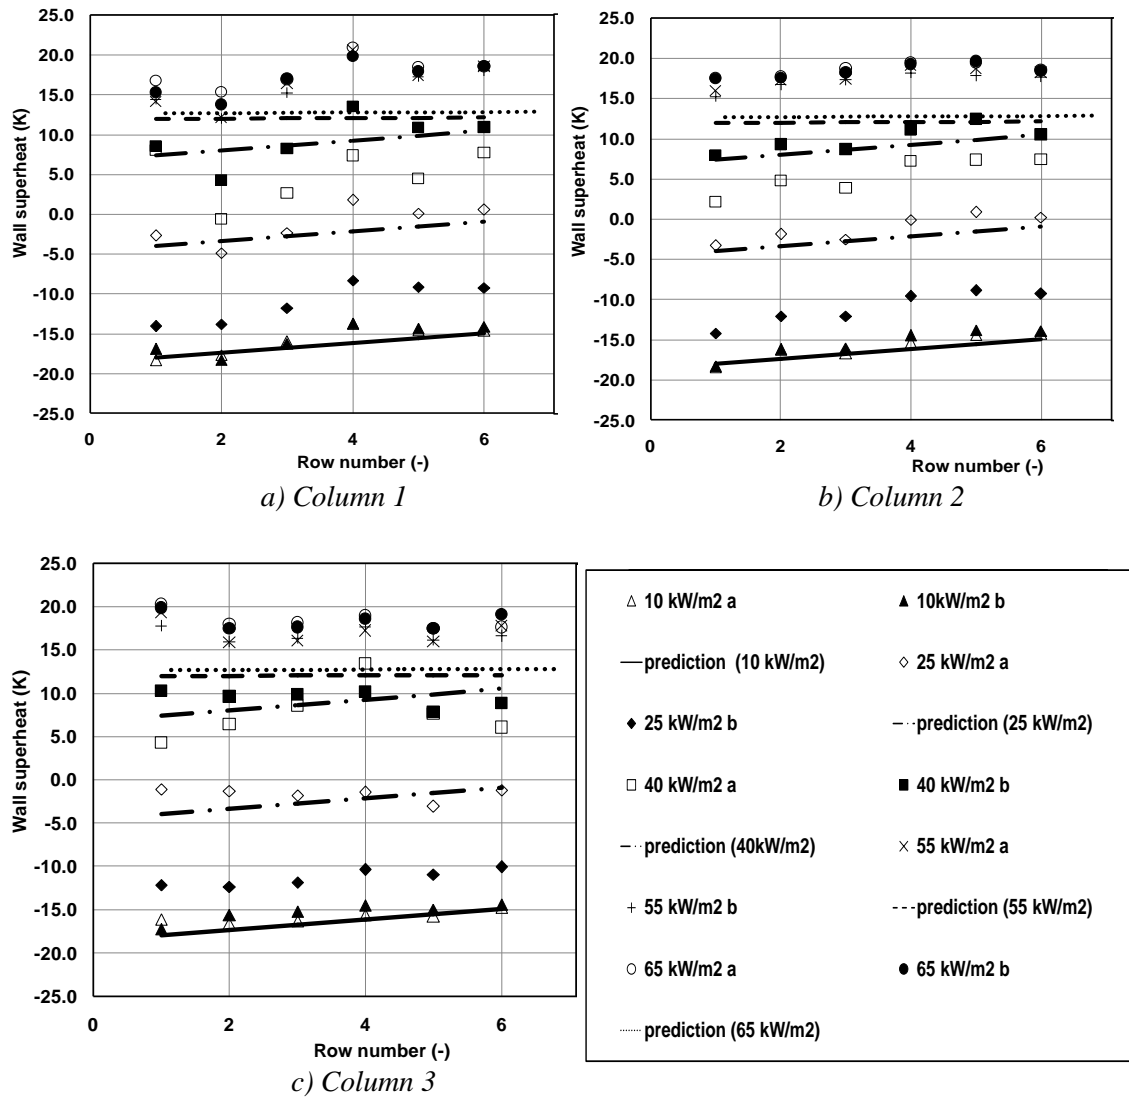 25.0
20.0
15.0
10.0
5.0
0.0
-5.0
-10.0
-15.0
-20.0
-25.0
Wall superheat (K)
0 2 4 6
Row number (-)
a) Column 1
25.0
20.0
15.0
10.0
5.0
0.0
-5.0
-10.0
-15.0
-20.0
-25.0
Wall superheat (K)
0 2 4 6
Row number (-)
b) Column 2
25.0
20.0
15.0
10.0
5.0
0.0
-5.0
-10.0
-15.0
-20.0
-25.0
Wall superheat (K)
0 2 4 6
Row number (-)
c) Column 3
10 kW/m2 a
10kW/m2 b
prediction (10 kW/m2)
25 kW/m2 a
25 kW/m2 b
prediction (25 kW/m2)
40 kW/m2 a
40 kW/m2 b
prediction (40kW/m2)
55 kW/m2 a
55 kW/m2 b
prediction (55 kW/m2)
65 kW/m2 a
65 kW/m2 b
prediction (65 kW/m2)